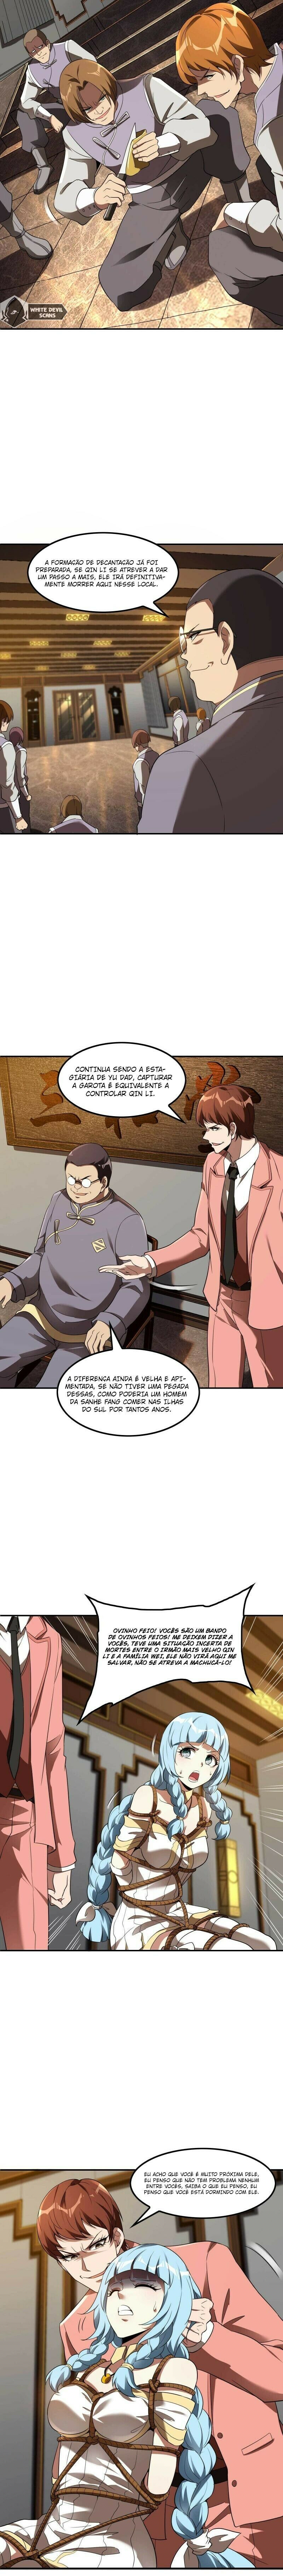 WHITE DEVIL
SCANS
A FORMAÇÃO DE DECANTAÇÃO JÁ FOI
PREPARADA, SE QIN LI SE ATREVER A DAR
UM PASSO A MAIS, ELE IRÁ DEFINITIVA-
MENTE MORRER AQUI NESSE LOCAL.
CONTINUA SENDO A ESTA-
GIÁRIA DE YU DAD, CAPTURAR
A GAROTA É EQUIVALENTE A
CONTROLAR QIN LI.
A DIFERENÇA AINDA É VELHA E API-
MENTADA, SE NÃO TIVER UMA PEGADA
DESSAS, COMO PODERIA UM HOMEM
DA SANHE FANG COMER NAS ILHAS
DO SUL POR TANTOS ANOS.
OVINHO FEIO! VOCÊS SÃO UM BANDO
DE OVINHOS FEIOS! ME DEIXEM DIZER A
VOCÊS, TEVE UMA SITUAÇÃO INCERTA DE
MORTES ENTRE O IRMÃO MAIS VELHO QIN
LI E A FAMÍLIA WEI, ELE NÃO VIRÁ AQUI ME
SALVAR, NÃO SE ATREVA A MACHUCÁ-LO!
EU ACHO QUE VOCÊ É MUITO PRÓXIMA DELE,
EU PENSO QUE NÃO TEM PROBLEMA NENHUM
ENTRE VOCÊS, SAIBA O QUE EU PENSO, EU
PENSO QUE VOCÊ ESTÁ DORMINDO COM ELE.